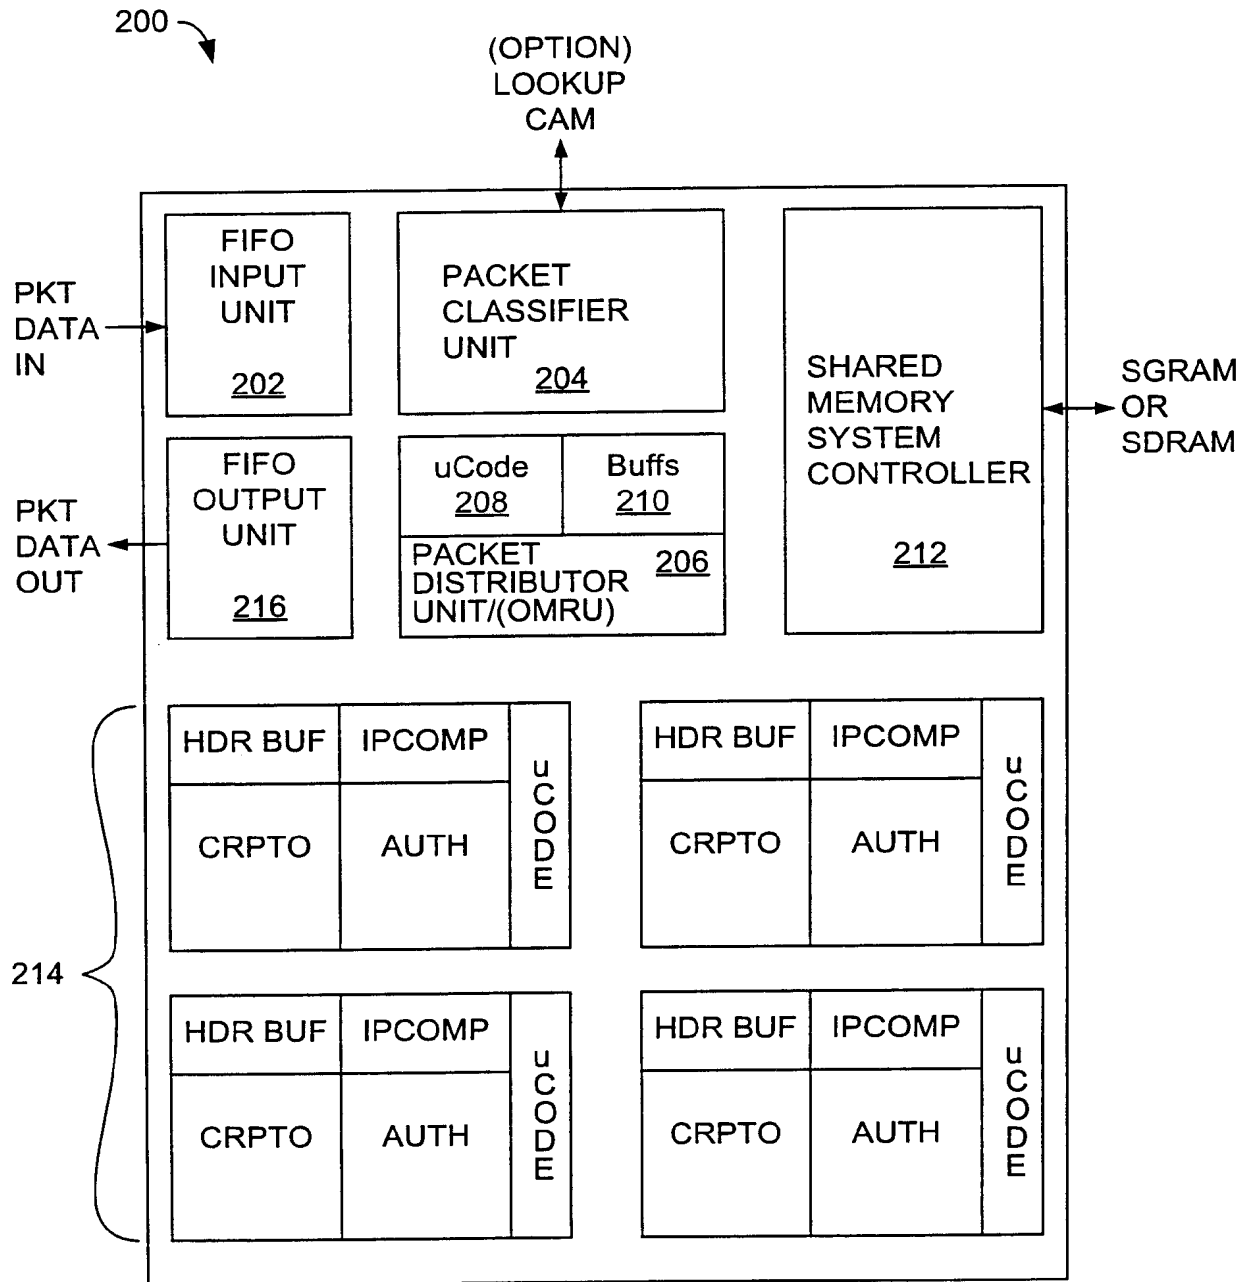 200
(OPTION)
LOOKUP
CAM
PKT
DATA
IN
FIFO
INPUT
UNIT
202
PACKET
CLASSIFIER
UNIT
204
SHARED
MEMORY
SYSTEM
CONTROLLER
212
SGRAM
OR
SDRAM
PKT
DATA
OUT
FIFO
OUTPUT
UNIT
216
uCode
208
Buffs
210
PACKET
DISTRIBUTOR
UNIT/(OMRU)
206
214
HDR BUF
IPCOMP
CRPTO
AUTH
uCODE
HDR BUF
IPCOMP
CRPTO
AUTH
uCODE
HDR BUF
IPCOMP
CRPTO
AUTH
uCODE
HDR BUF
IPCOMP
CRPTO
AUTH
uCODE